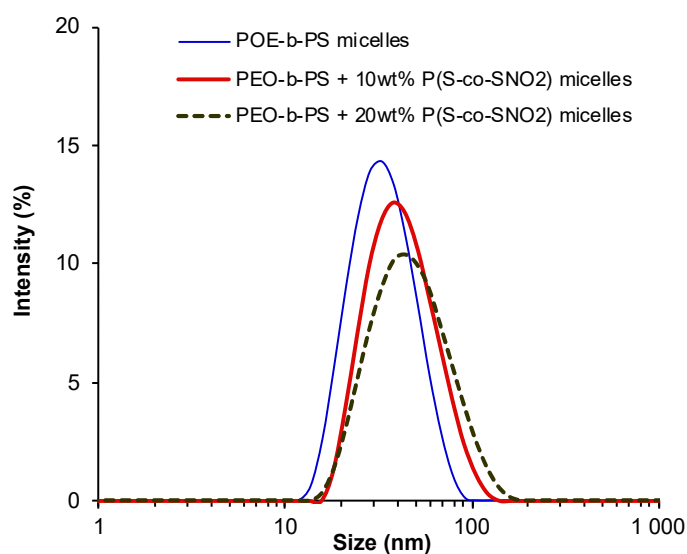 20
POE-b-PS micelles
PEO-b-PS + 10wt% P(S-co-SNO2) micelles
PEO-b-PS + 20wt% P(S-co-SNO2) micelles
15
10
5
0
Intensity (%)
1
10
100
1 000
Size (nm)